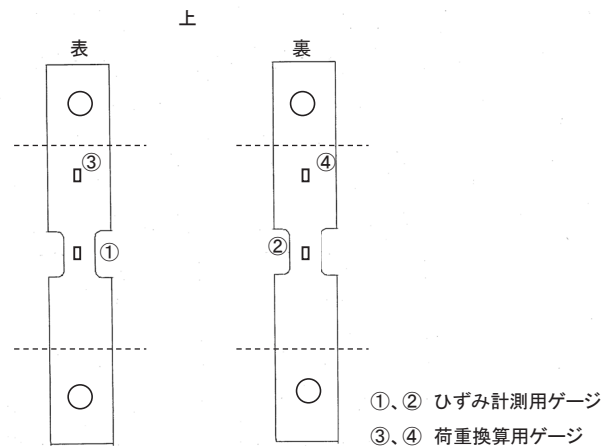 上
表
裏
③
④
①
②
①、② ひずみ計測用ゲージ
③、④ 荷重換算用ゲージ